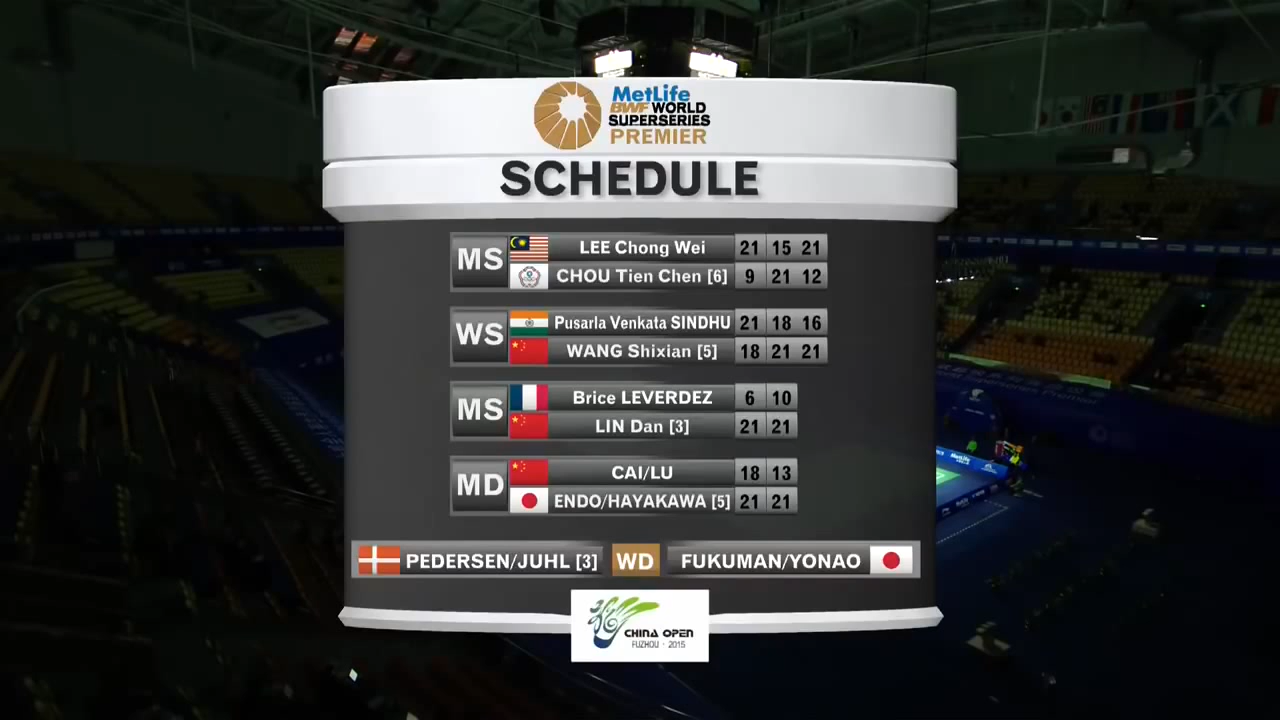 MetLife
BWF WORLD
SUPERSERIES
PREMIER
SCHEDULE
MS
LEE Chong Wei 21 15 21
CHOU Tien Chen [6] 9 21 12
WS
Pusarla Venkata SINDHU 21 18 16
WANG Shixian [5] 18 21 21
MS
Brice LEVERDEZ 6 10
LIN Dan [3] 21 21
MD
CAI/LU 18 13
ENDO/HAYAKAWA [5] 21 21
PEDERSEN/JUHL [3] WD FUKUMAN/YONAO
CHINA OPEN
FUZHOU · 2015